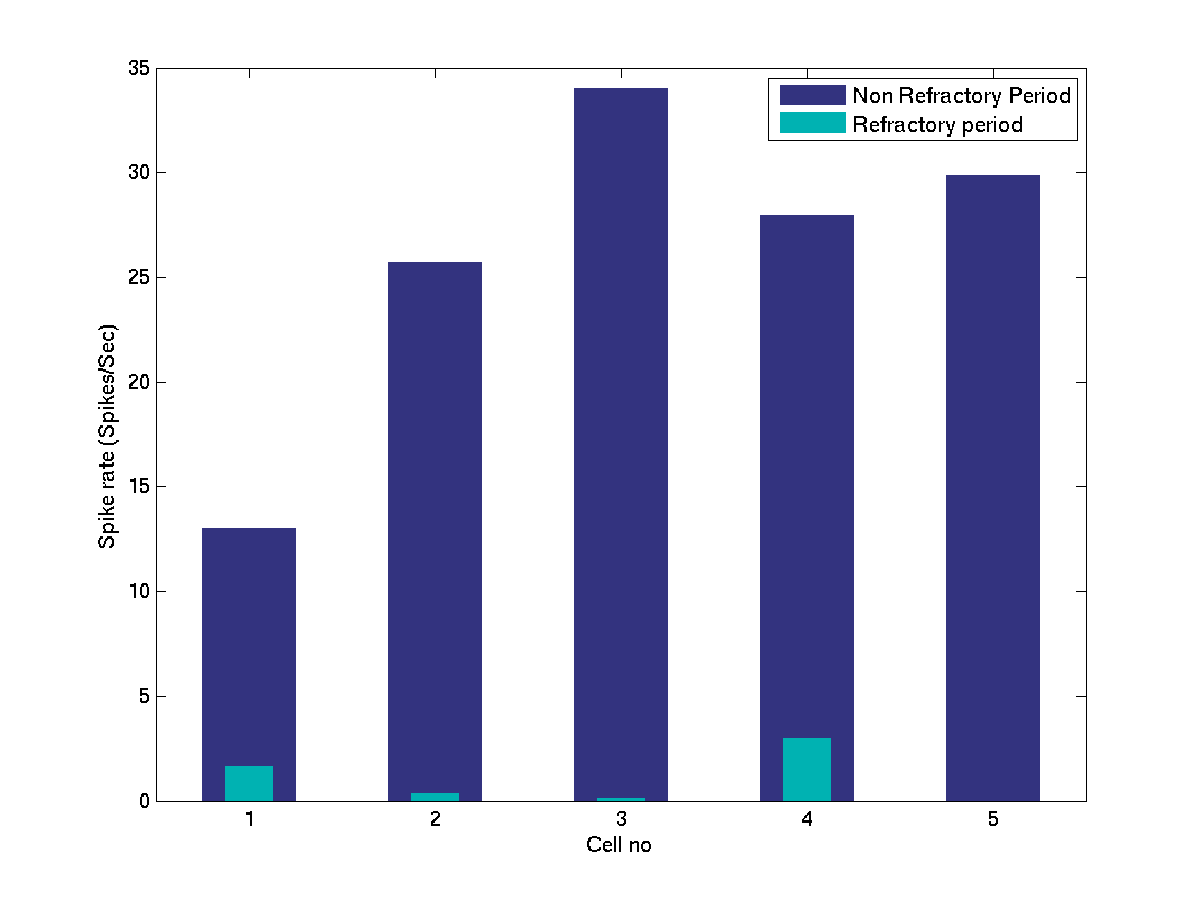 35
30
25
20
15
10
5
0
Spike rate (Spikes/Sec)
Non Refractory Period
Refractory period
1 2 3 4 5
Cell no